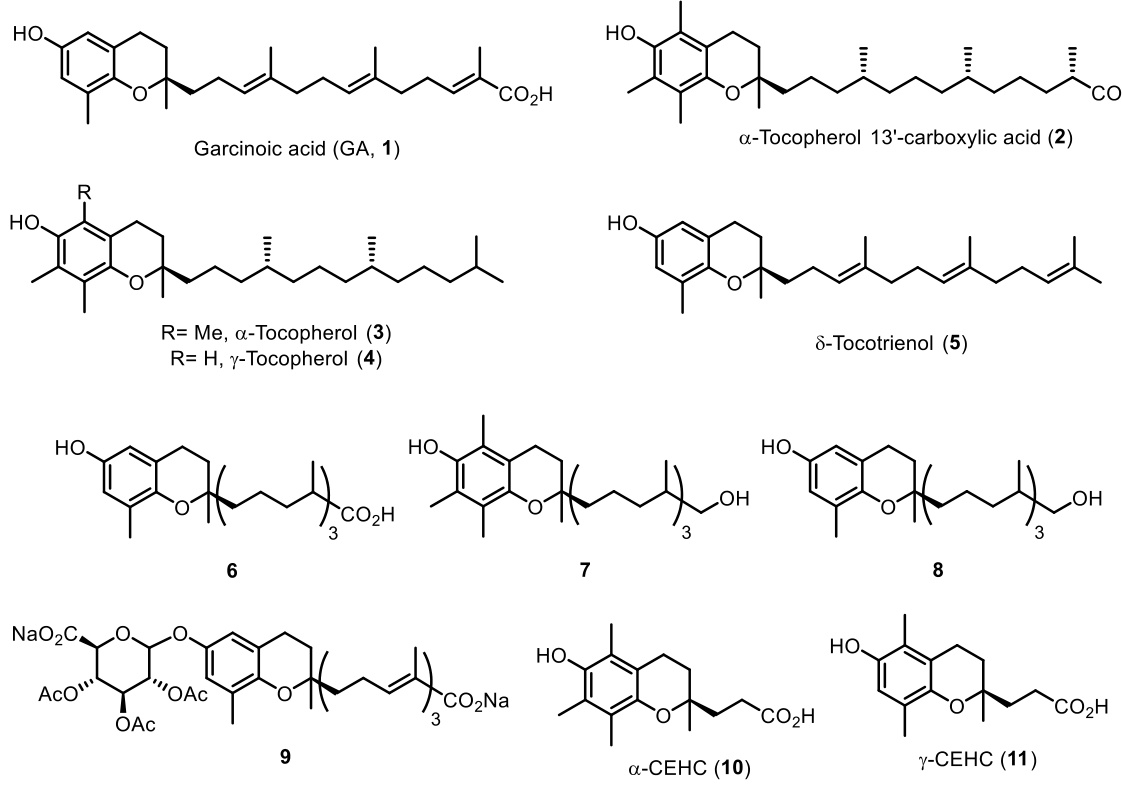 HO
O
CO₂H
Garcinoic acid (GA, 1)
HO
O
CO
α-Tocopherol 13'-carboxylic acid (2)
R
HO
O
R= Me, α-Tocopherol (3)
R= H, γ-Tocopherol (4)
HO
O
δ-Tocotrienol (5)
HO
O
3
CO₂H
6
HO
O
3
OH
7
HO
O
3
OH
8
NaO₂C
O
O
AcO
OAc
OAc
O
3
CO₂Na
9
HO
O
CO₂H
α-CEHC (10)
HO
O
CO₂H
γ-CEHC (11)